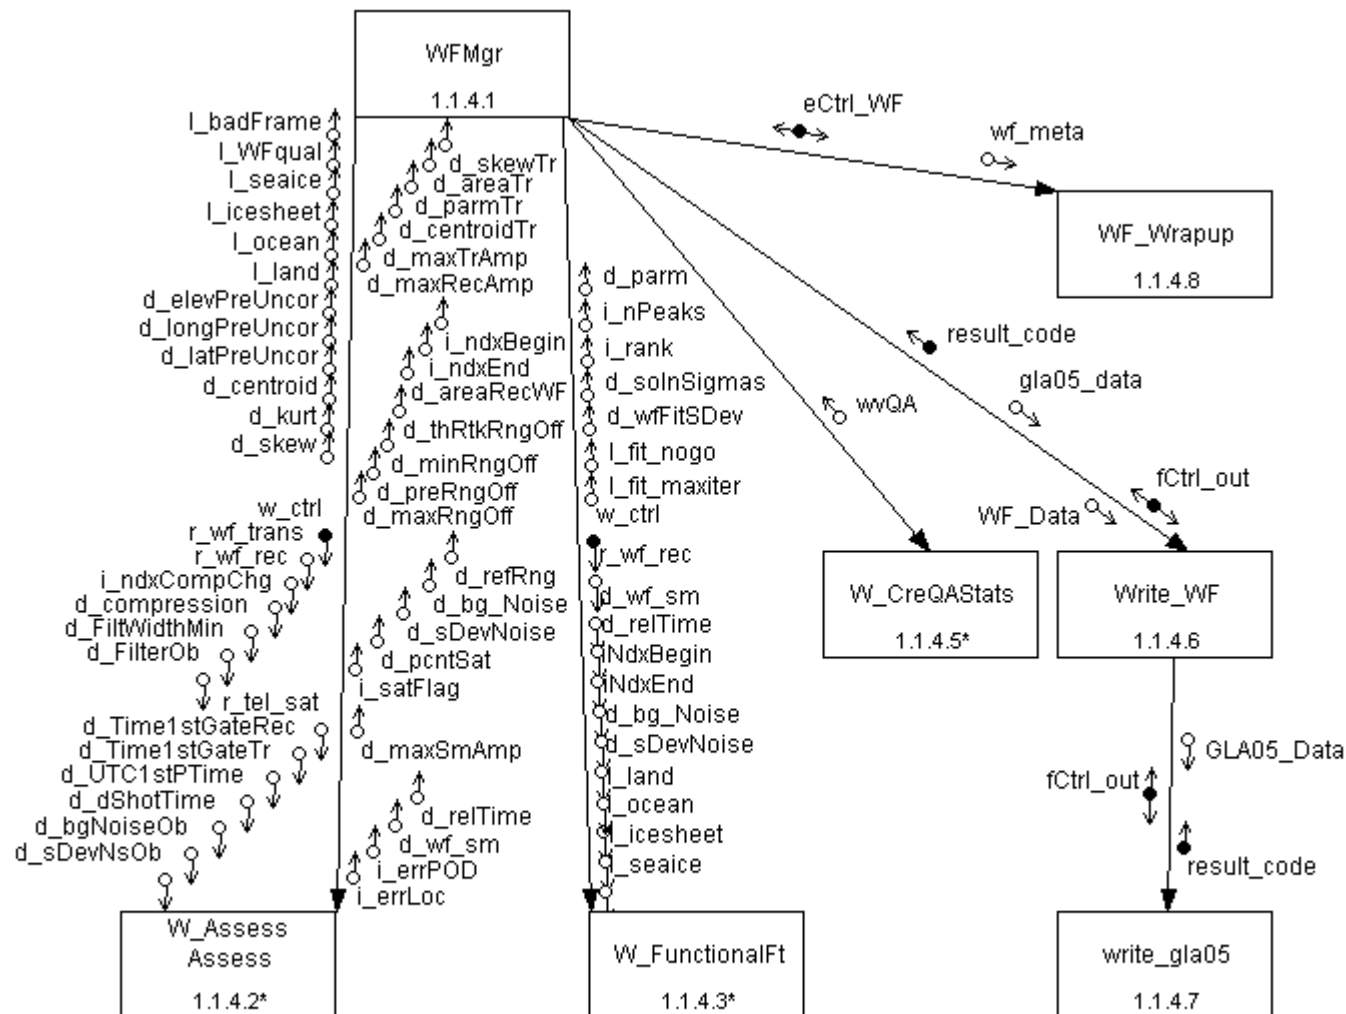 WFMgr
1.1.4.1
eCtrl_WF
wf_meta
WF_Wrapup
1.1.4.8
l_badFrame
l_WFqual
l_seaice
l_icesheet
l_ocean
l_land
d_elevPreUncor
d_longPreUncor
d_latPreUncor
d_centroid
d_kurt
d_skew
d_skewTr
d_areaTr
d_parmTr
d_centroidTr
d_maxTrAmp
d_maxRecAmp
i_ndxBegin
i_ndxEnd
d_areaRecWF
d_thRtkRngOff
d_minRngOff
d_preRngOff
d_maxRngOff
d_parm
i_nPeaks
i_rank
d_solnSigmas
d_wfFitSDev
l_fit_nogo
l_fit_maxiter
w_ctrl
result_code
gla05_data
wvQA
fCtrl_out
WF_Data
w_ctrl
r_wf_trans
r_wf_rec
i_ndxCompChg
d_compression
d_FiltWidthMin
d_FilterOb
r_tel_sat
d_Time1stGateRec
d_Time1stGateTr
d_UTC1stPTime
d_dShotTime
d_bgNoiseOb
d_sDevNsOb
d_refRng
d_bg_Noise
d_sDevNoise
d_pcntSat
i_satFlag
d_maxSmAmp
d_relTime
d_wf_sm
i_errPOD
i_errLoc
r_wf_rec
d_wf_sm
d_relTime
iNdxBegin
iNdxEnd
d_bg_Noise
d_sDevNoise
l_land
l_ocean
l_icesheet
l_seaice
W_CreQAStats
1.1.4.5*
Write_WF
1.1.4.6
GLA05_Data
fCtrl_out
result_code
W_Assess
Assess
1.1.4.2*
W_FunctionalFt
1.1.4.3*
write_gla05
1.1.4.7